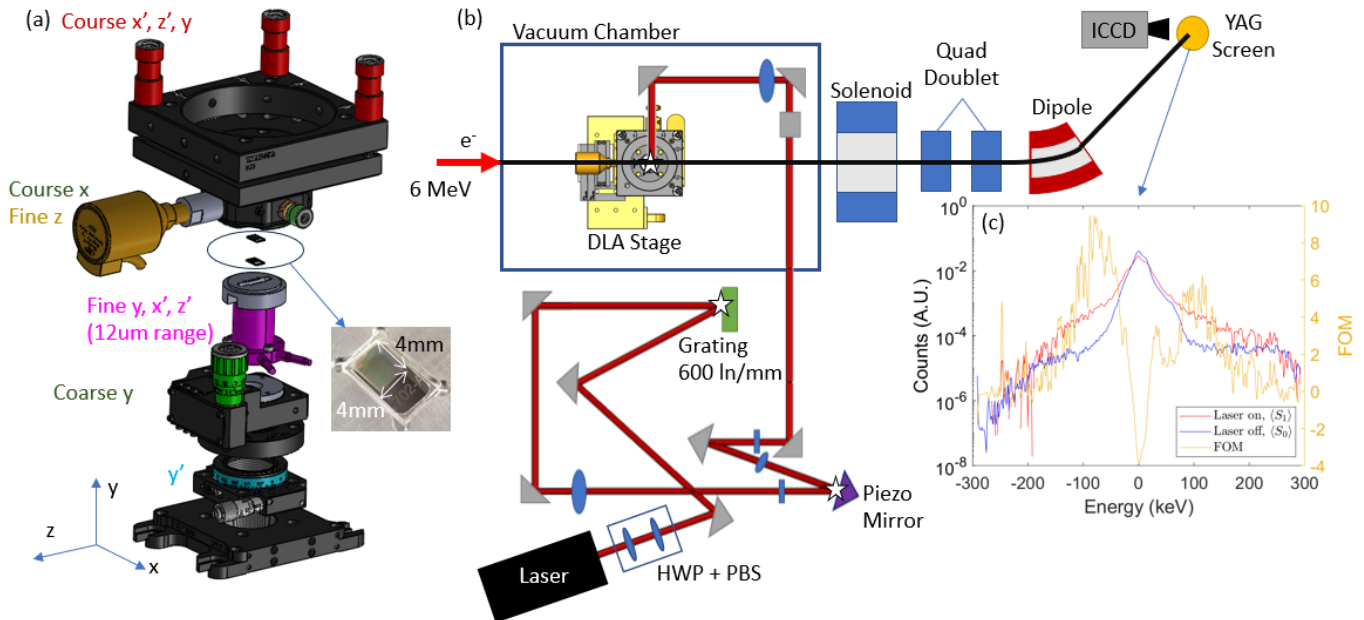 (a)
Course x', z', y
Course x
Fine z
Fine y, x', z'
(12um range)
4mm
4mm
Coarse y
y'
y
z
x
(b)
Vacuum Chamber
e-
6 MeV
DLA Stage
Solenoid
Quad
Doublet
Dipole
ICCD
YAG
Screen
Grating
600 ln/mm
Piezo
Mirror
Laser
HWP + PBS
(c)
10^0
10^-2
10^-4
10^-6
10^-8
Counts (A.U.)
-300
-200
-100
0
100
200
300
Energy (keV)
10
8
6
4
2
0
-2
-4
FOM
Laser on, ⟨S₁⟩
Laser off, ⟨S₀⟩
FOM